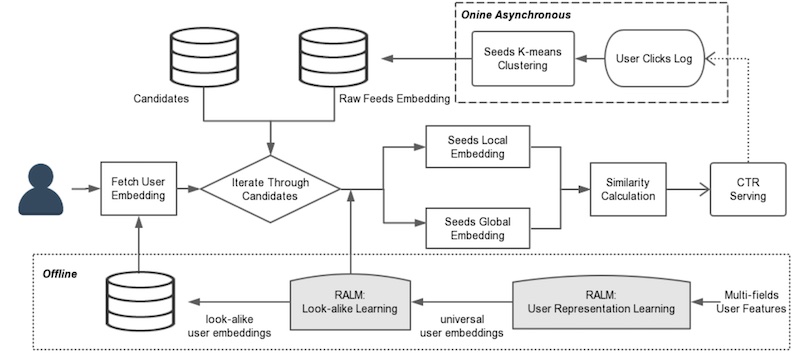 Onine Asynchronous
Seeds K-means
Clustering
User Clicks Log
Candidates
Raw Feeds Embedding
Fetch User
Embedding
Iterate Through
Candidates
Seeds Local
Embedding
Seeds Global
Embedding
Similarity
Calculation
CTR
Serving
Offline
look-alike
user embeddings
RALM:
Look-alike Learning
universal
user embeddings
RALM:
User Representation Learning
Multi-fields
User Features